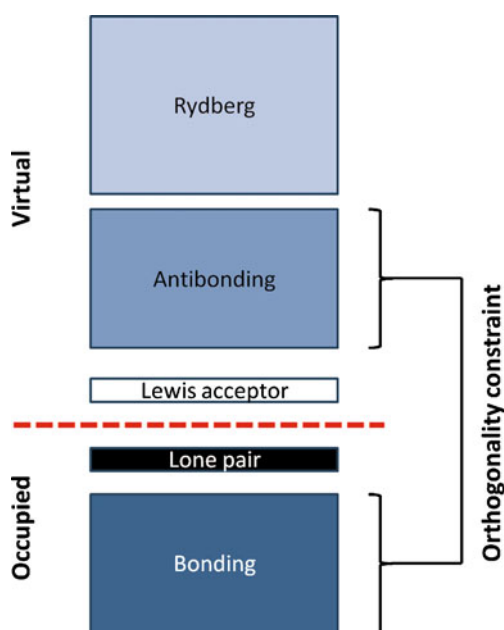 Virtual
Rydberg
Antibonding
Lewis acceptor
Occupied
Lone pair
Bonding
Orthogonality constraint